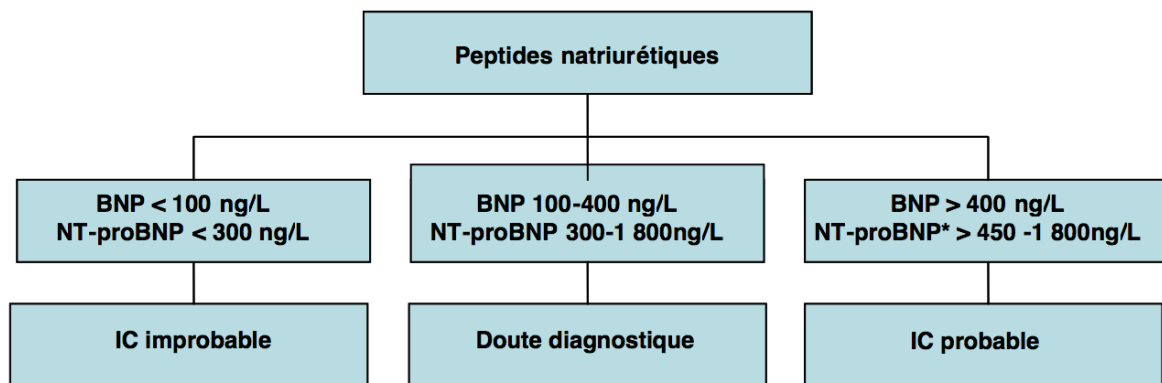 Peptides natriurétiques
BNP < 100 ng/L
NT-proBNP < 300 ng/L
BNP 100-400 ng/L
NT-proBNP 300-1 800ng/L
BNP > 400 ng/L
NT-proBNP* > 450 -1 800ng/L
IC improbable
Doute diagnostique
IC probable